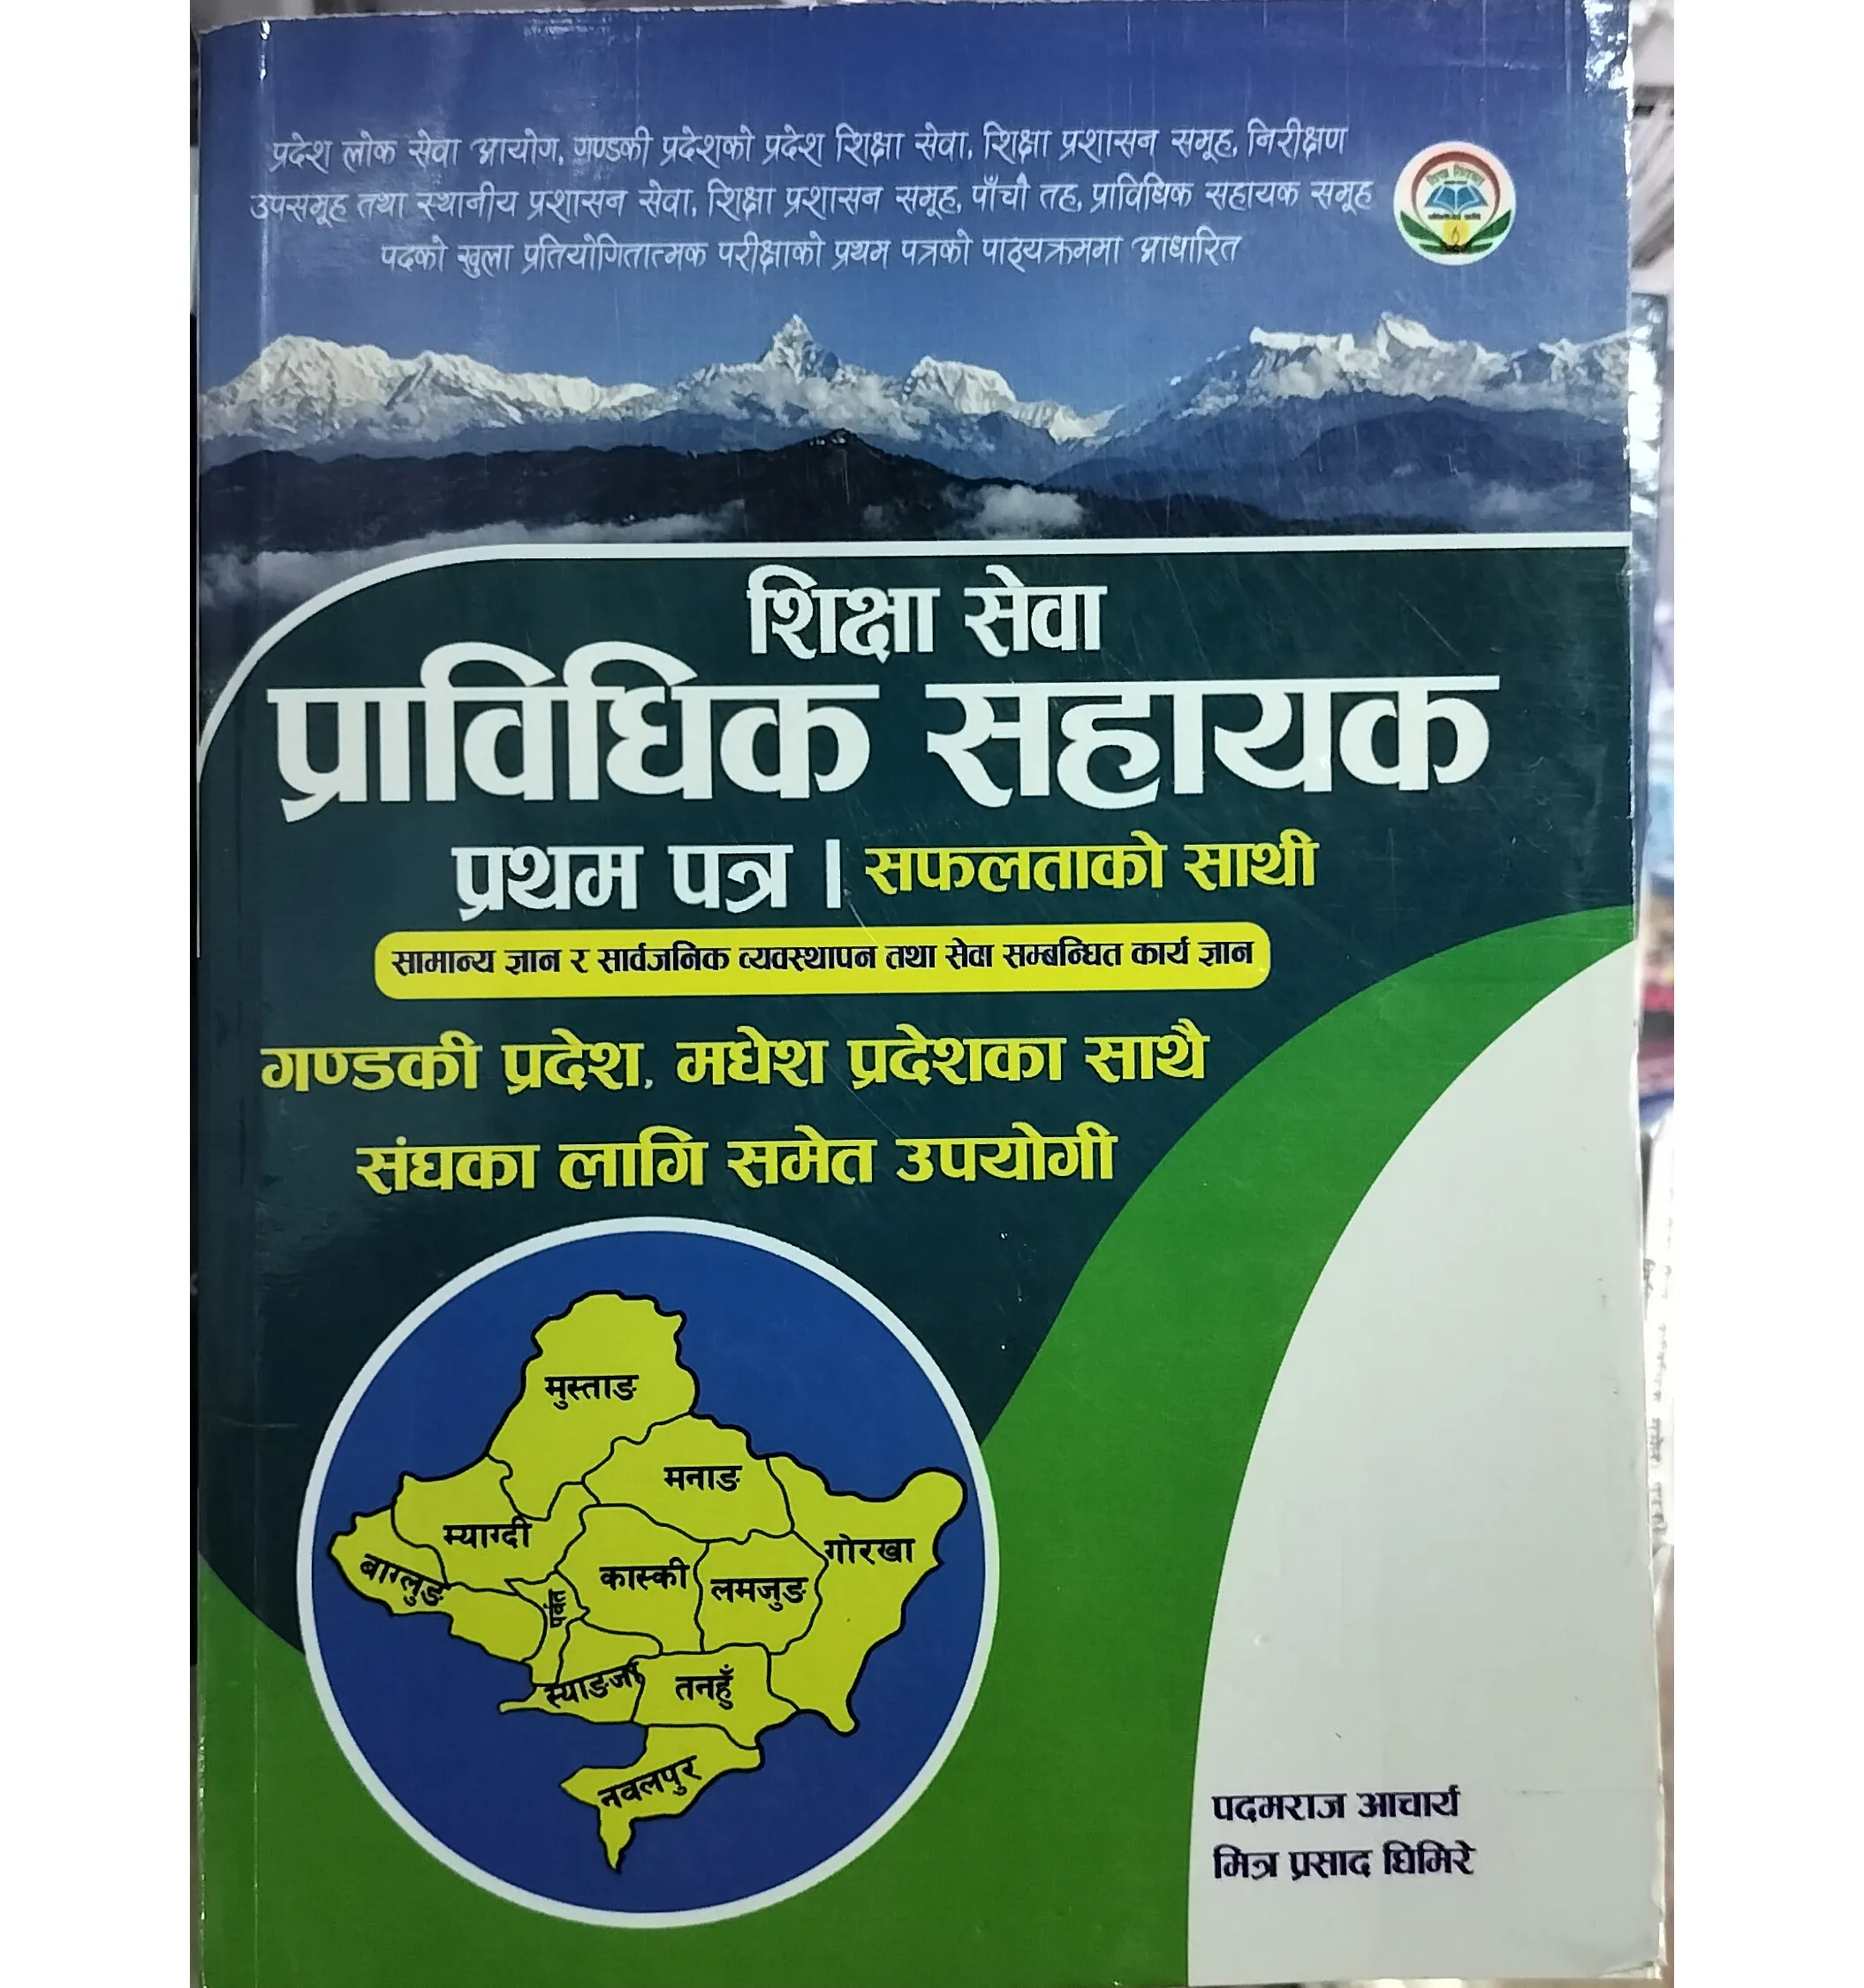 प्रदेश लोक सेवा आयोग, गण्डकी प्रदेशको प्रदेश शिक्षा सेवा, शिक्षा प्रशासन समूह, निरीक्षण
उपसमूह तथा स्थानीय प्रशासन सेवा, शिक्षा प्रशासन समूह, पाँचौ तह, प्राविधिक सहायक समूह
पदको खुला प्रतियोगितात्मक परीक्षाको प्रथम पत्रको पाठ्यक्रममा आधारित
शिक्षा सेवा
प्राविधिक सहायक
प्रथम पत्र । सफलताको साथी
सामान्य ज्ञान र सार्वजनिक व्यवस्थापन तथा सेवा सम्बन्धित कार्य ज्ञान
गण्डकी प्रदेश, मधेश प्रदेशका साथै
संघका लागि समेत उपयोगी
मुस्ताङ
मनाङ
म्याग्दी
गोरखा
बाग्लुङ
कास्की
लमजुङ
पर्वत
स्याङजा
तनहुँ
नवलपुर
पदमराज आचार्य
मित्र प्रसाद घिमिरे